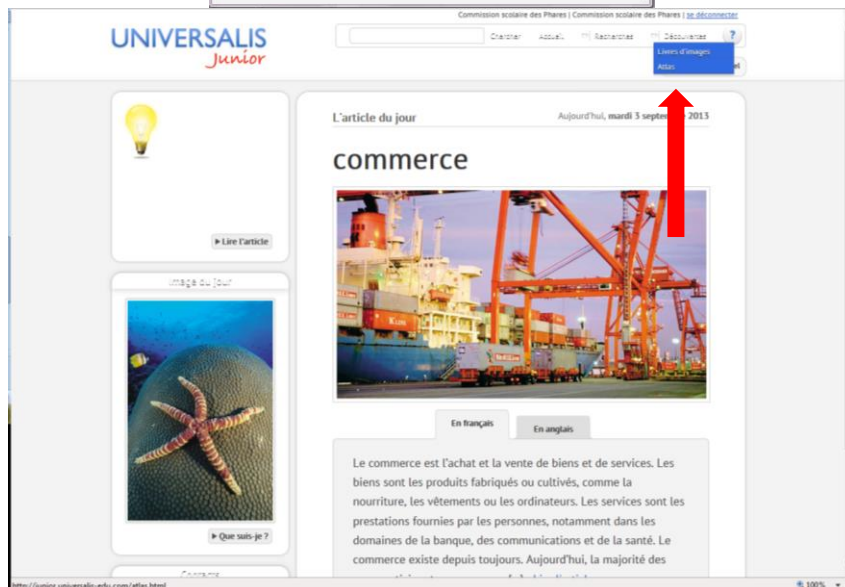 Commission scolaire des Phares | Commission scolaire des Phares | se déconnecter
UNIVERSALIS
Junior
Chercher Accueil Recherches Découvertes ?
Livres d'images
Atlas
L'article du jour
Aujourd'hui, mardi 3 septe e 2013
commerce
Lire l'article
Image du jour
K LINE
En français
En anglais
Le commerce est l'achat et la vente de biens et de services. Les
biens sont les produits fabriqués ou cultivés, comme la
nourriture, les vêtements ou les ordinateurs. Les services sont les
prestations fournies par les personnes, notamment dans les
domaines de la banque, des communications et de la santé. Le
commerce existe depuis toujours. Aujourd'hui, la majorité des
Que suis-je ?
http://junior.universalis-edu.com/atlas.html
100%